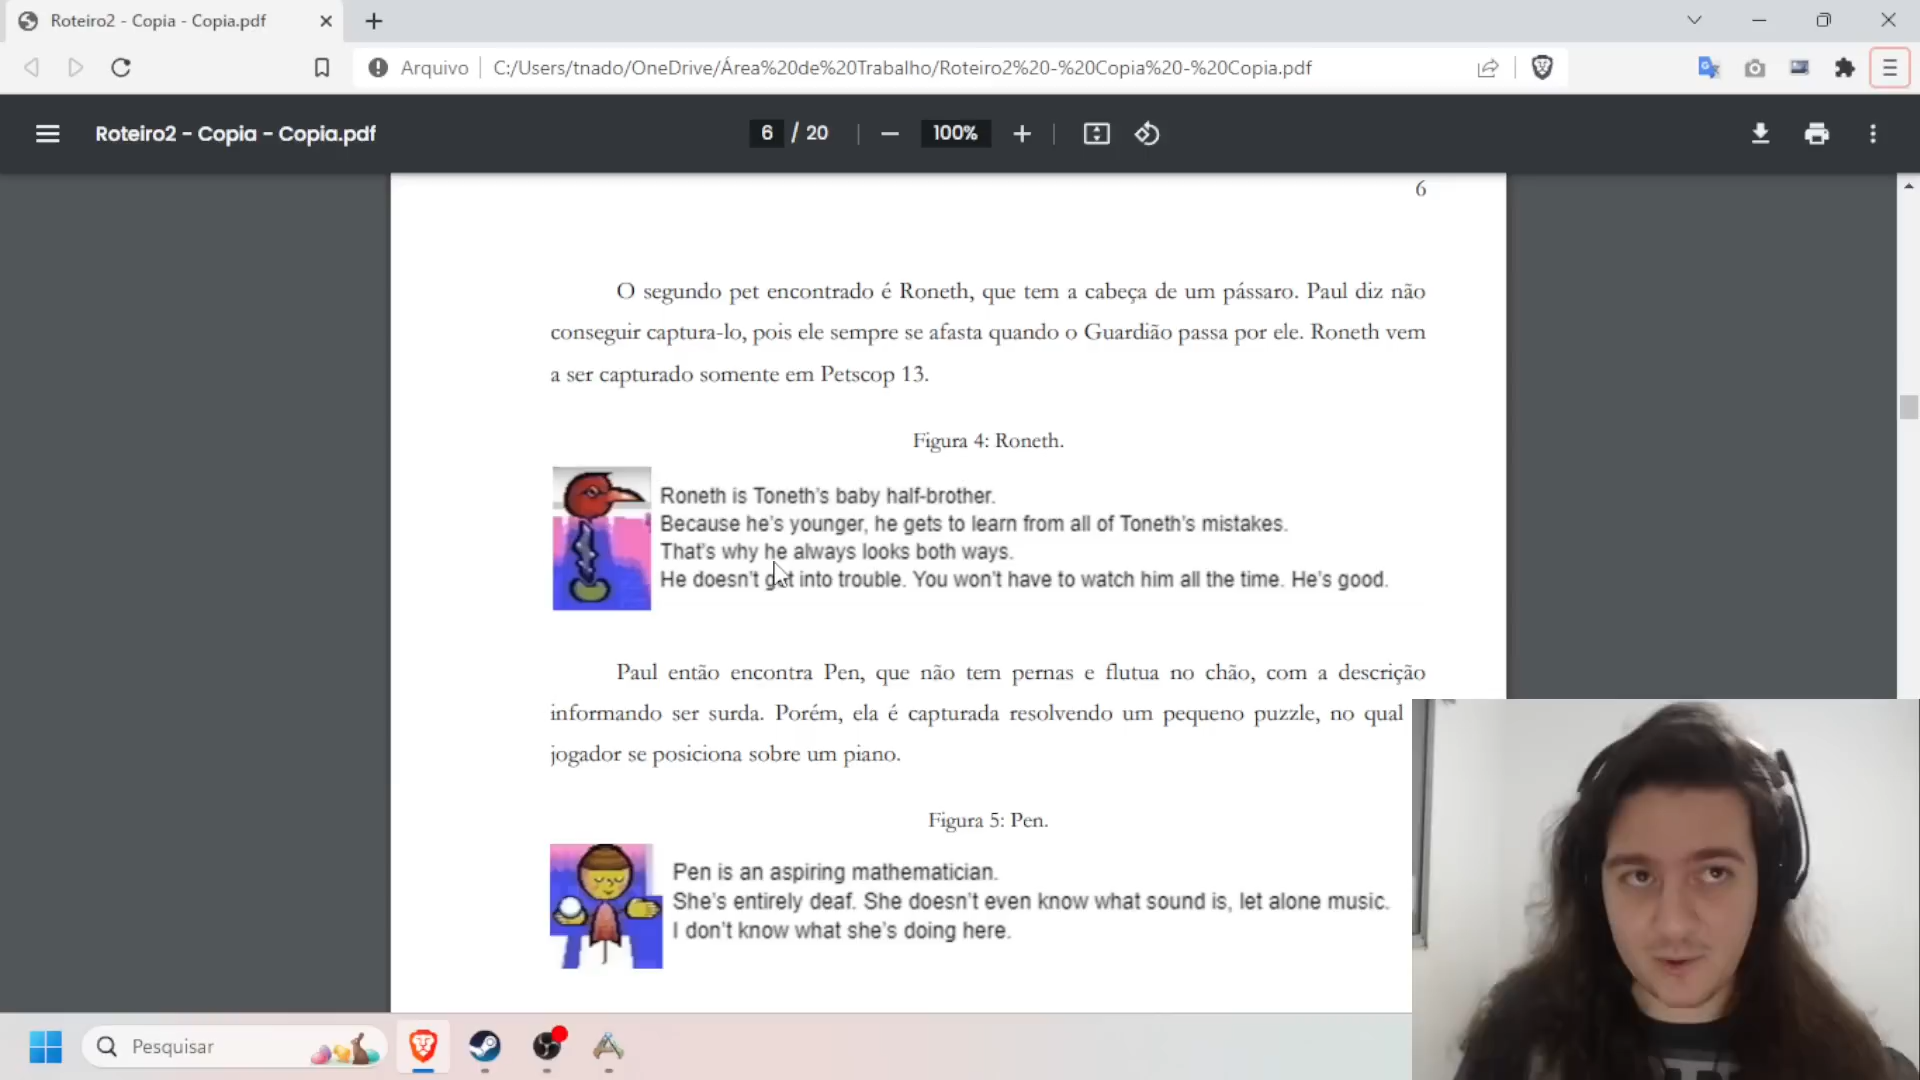 Roteiro2 - Copia - Copia.pdf
Arquivo
C:/Users/tnado/OneDrive/Área%20de%20Trabalho/Roteiro2%20-%20Copia%20-%20Copia.pdf
Roteiro2 - Copia - Copia.pdf
6 / 20
100%
6
O segundo pet encontrado é Roneth, que tem a cabeça de um pássaro. Paul diz não
conseguir captura-lo, pois ele sempre se afasta quando o Guardião passa por ele. Roneth vem
a ser capturado somente em Petscop 13.
Figura 4: Roneth.
Roneth is Toneth's baby half-brother.
Because he's younger, he gets to learn from all of Toneth's mistakes.
That's why he always looks both ways.
He doesn't get into trouble. You won't have to watch him all the time. He's good.
Paul então encontra Pen, que não tem pernas e flutua no chão, com a descrição
informando ser surda. Porém, ela é capturada resolvendo um pequeno puzzle, no qual
jogador se posiciona sobre um piano.
Figura 5: Pen.
Pen is an aspiring mathematician.
She's entirely deaf. She doesn't even know what sound is, let alone music.
I don't know what she's doing here.
Pesquisar